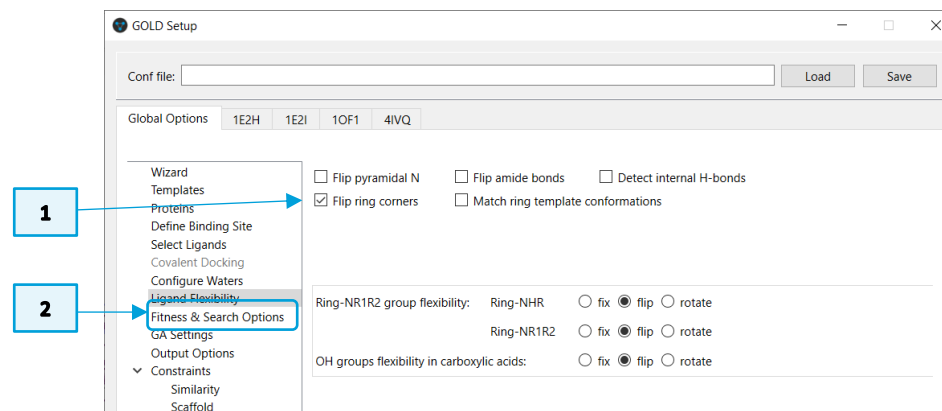 GOLD Setup
Conf file: Load Save
Global Options 1E2H 1E2I 1OF1 4IVQ
Wizard
Templates
Proteins
Define Binding Site
Select Ligands
Covalent Docking
Configure Waters
Ligand Flexibility
Fitness & Search Options
GA Settings
Output Options
Constraints
Similarity
Scaffold
Flip pyramidal N Flip amide bonds Detect internal H-bonds
Flip ring corners Match ring template conformations
Ring-NR1R2 group flexibility: Ring-NHR fix flip rotate
Ring-NR1R2 fix flip rotate
OH groups flexibility in carboxylic acids: fix flip rotate
1
2